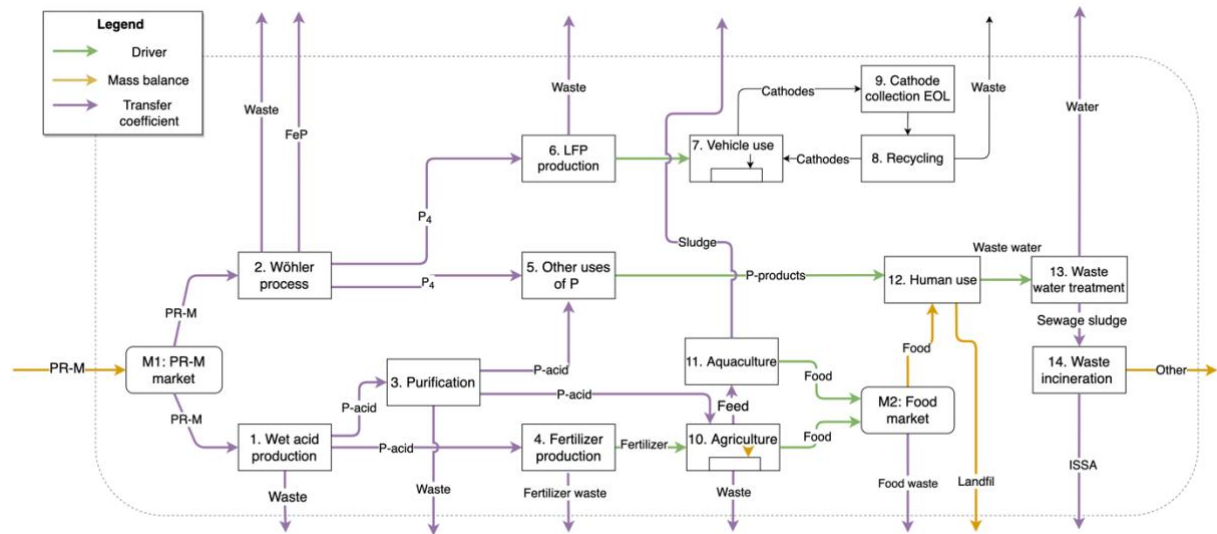 Legend
Driver
Mass balance
Transfer
coefficient
Waste
FeP
Waste
Water
Waste
9. Cathode
collection EOL
Cathodes
6. LFP
production
7. Vehicle use
Cathodes
8. Recycling
P4
Sludge
Waste water
2. Wöhler
process
P4
5. Other uses
of P
P-products
12. Human use
13. Waste
water treatment
PR-M
Sewage sludge
PR-M
M1: PR-M
market
3. Purification
P-acid
11. Aquaculture
Food
Food
14. Waste
incineration
Other
PR-M
P-acid
P-acid
Feed
M2: Food
market
1. Wet acid
production
P-acid
4. Fertilizer
production
Fertilizer
10. Agriculture
Food
Waste
Waste
Fertilizer waste
Waste
Food waste
Landfil
ISSA